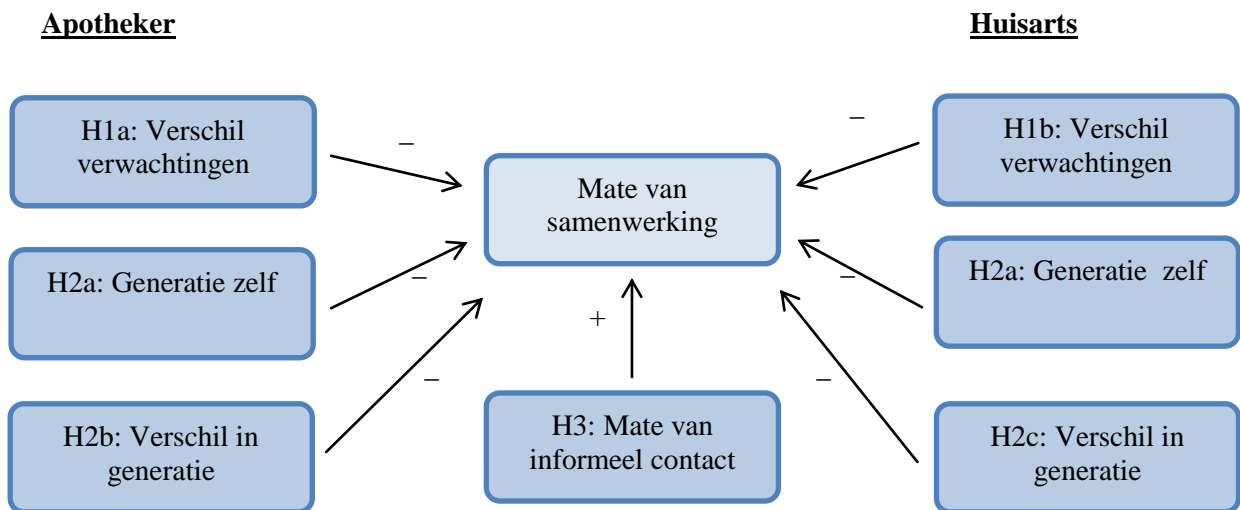 Apotheker
Huisarts
H1a: Verschil
verwachtingen
–
Mate van
samenwerking
–
H1b: Verschil
verwachtingen
H2a: Generatie zelf
–
–
H2a: Generatie  zelf
+
H2b: Verschil in
generatie
–
H3: Mate van
informeel contact
–
H2c: Verschil in
generatie